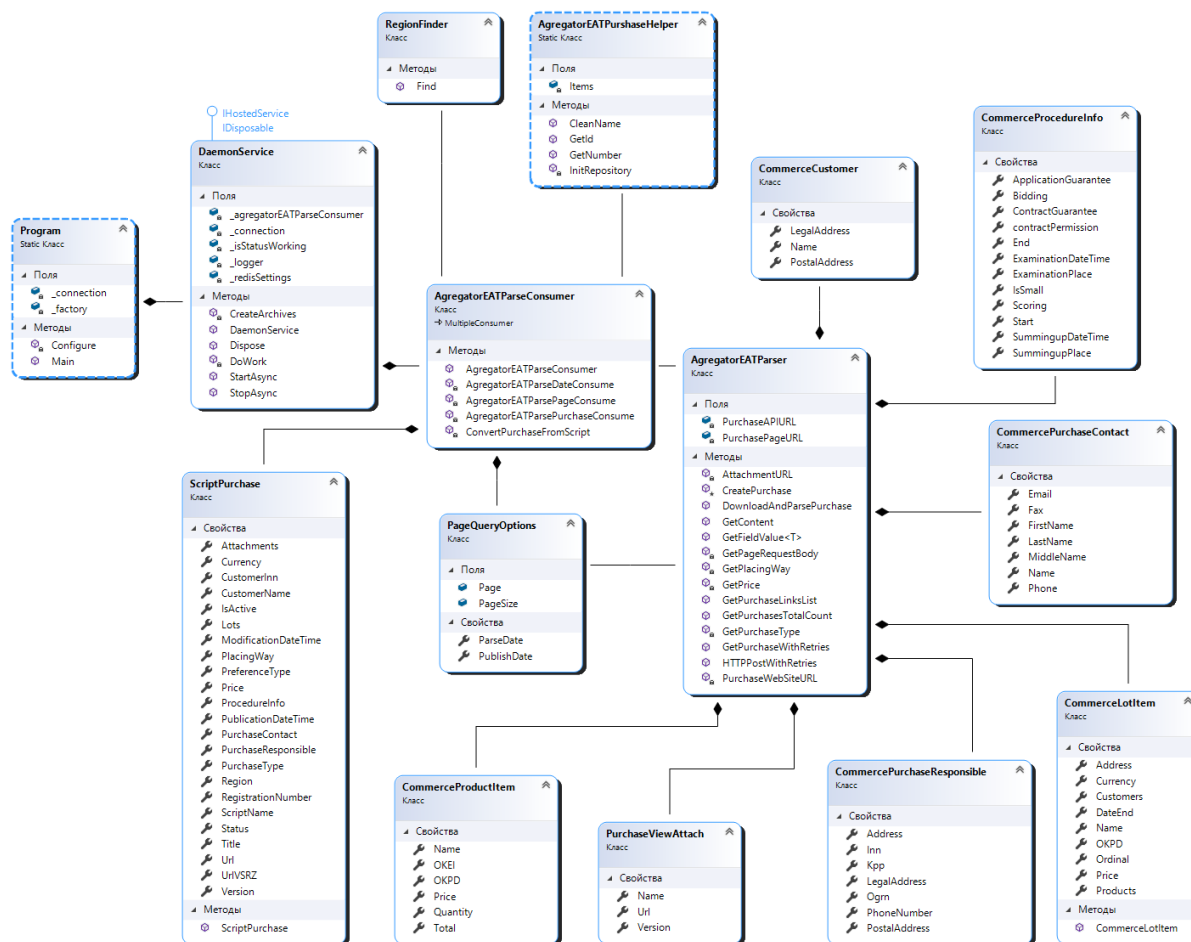 RegionFinder
Класс
Методы
Find
AgregatorEATPurshaseHelper
Static Класс
Поля
Items
Методы
CleanName
GetId
GetNumber
InitRepository
IHostedService
IDisposable
DaemonService
Класс
Поля
_agregatorEATParseConsumer
_connection
_isStatusWorking
_logger
_redisSettings
Методы
CreateArchives
DaemonService
Dispose
DoWork
StartAsync
StopAsync
CommerceProcedureInfo
Класс
Свойства
ApplicationGuarantee
Bidding
ContractGuarantee
contractPermission
End
ExaminationDateTime
ExaminationPlace
IsSmall
Scoring
Start
SummingupDateTime
SummingupPlace
CommerceCustomer
Класс
Свойства
LegalAddress
Name
PostalAddress
Program
Static Класс
Поля
_connection
_factory
Методы
Configure
Main
AgregatorEATParseConsumer
Класс
MultipleConsumer
Методы
AgregatorEATParseConsumer
AgregatorEATParseDateConsume
AgregatorEATParsePageConsume
AgregatorEATParsePurchaseConsume
ConvertPurchaseFromScript
AgregatorEATParser
Класс
Поля
PurchaseAPIURL
PurchasePageURL
Методы
AttachmentURL
CreatePurchase
DownloadAndParsePurchase
GetContent
GetFieldValue<T>
GetPageRequestBody
GetPlacingWay
GetPrice
GetPurchaseLinksList
GetPurchasesTotalCount
GetPurchaseType
GetPurchaseWithRetries
HTTPPostWithRetries
PurchaseWebSiteURL
CommercePurchaseContact
Класс
Свойства
Email
Fax
FirstName
LastName
MiddleName
Name
Phone
ScriptPurchase
Класс
Свойства
Attachments
Currency
CustomerInn
CustomerName
IsActive
Lots
ModificationDateTime
PlacingWay
PreferenceType
Price
ProcedureInfo
PublicationDateTime
PurchaseContact
PurchaseResponsible
PurchaseType
Region
RegistrationNumber
ScriptName
Status
Title
Url
UrlVSRZ
Version
Методы
ScriptPurchase
PageQueryOptions
Класс
Поля
Page
PageSize
Свойства
ParseDate
PublishDate
CommerceProductItem
Класс
Свойства
Name
OKEI
OKPD
Price
Quantity
Total
PurchaseViewAttach
Класс
Свойства
Name
Url
Version
CommercePurchaseResponsible
Класс
Свойства
Address
Inn
Kpp
LegalAddress
Ogrn
PhoneNumber
PostalAddress
CommerceLotItem
Класс
Свойства
Address
Currency
Customers
DateEnd
Name
OKPD
Ordinal
Price
Products
Методы
CommerceLotItem